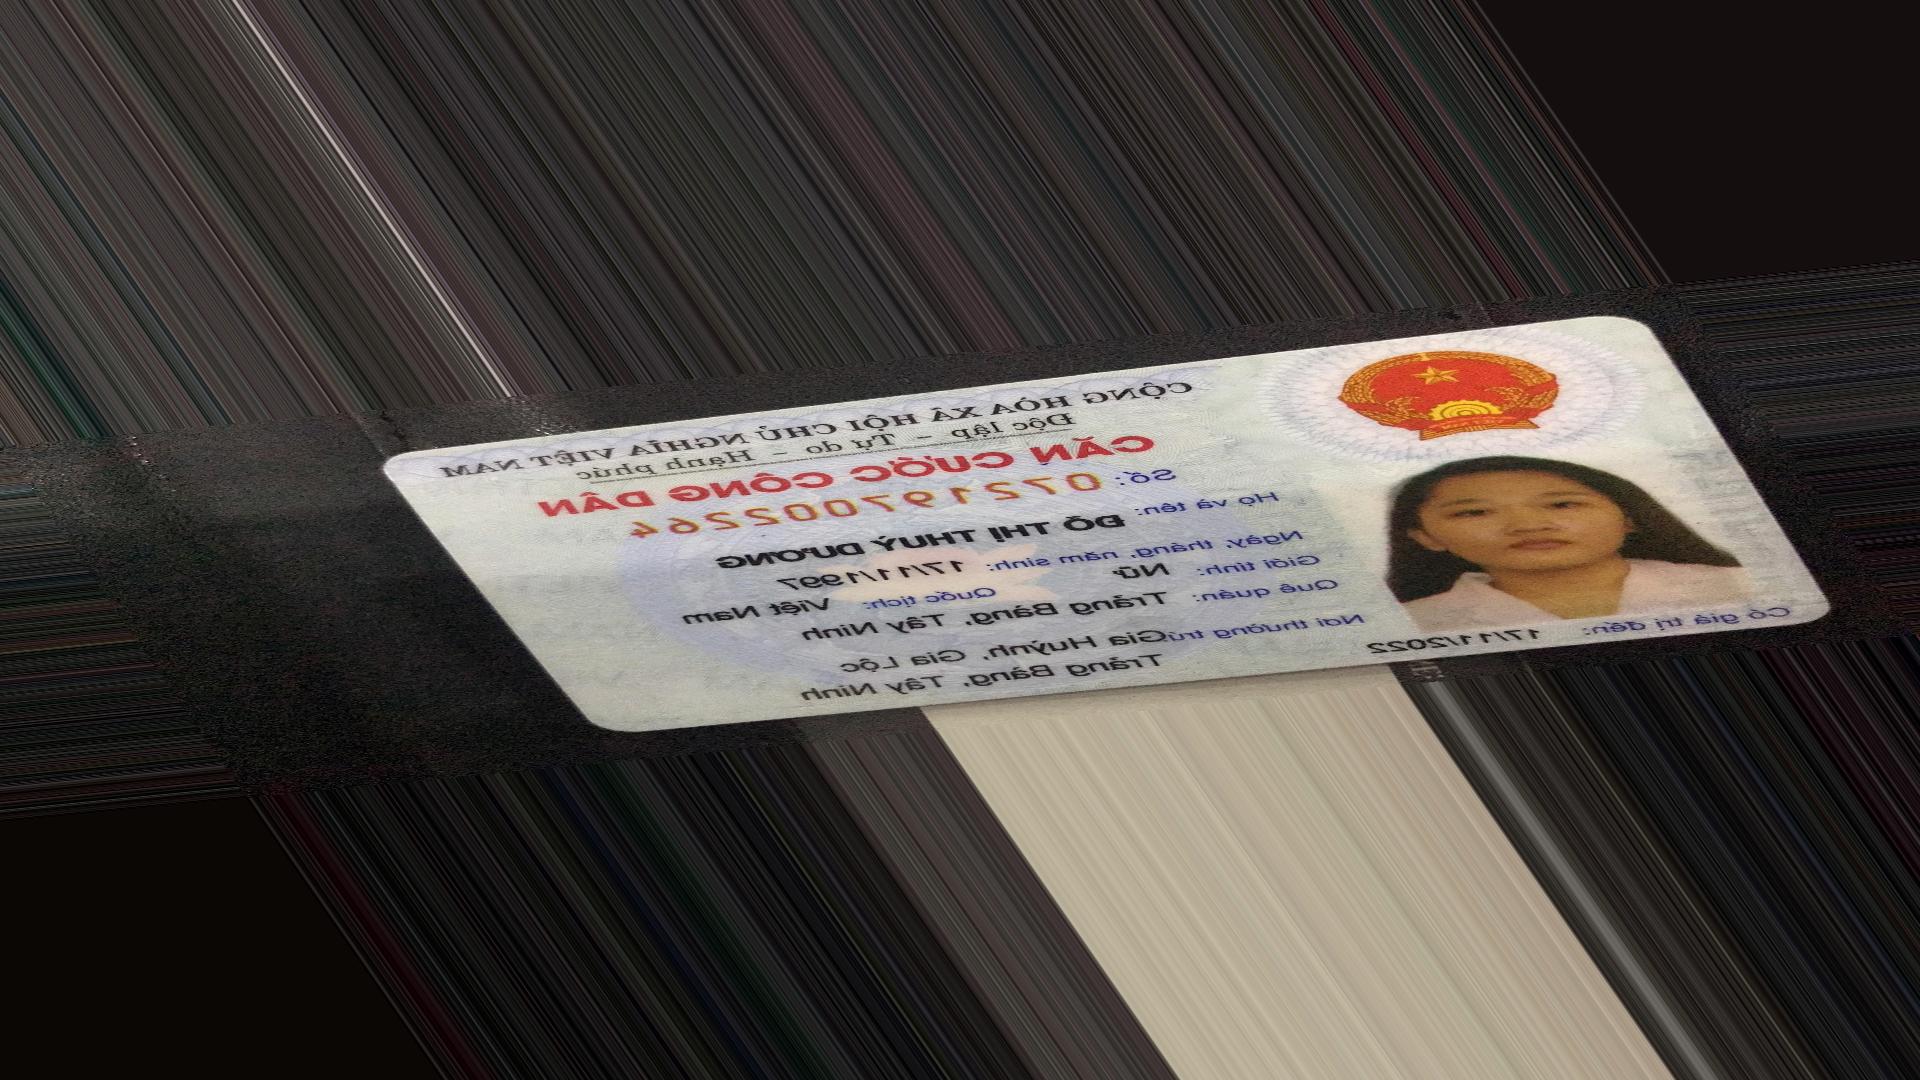 CỘNG HÒA XÃ HỘI CHỦ NGHĨA VIỆT NAM
Độc lập – Tự do – Hạnh phúc
CĂN CƯỚC CÔNG DÂN
Số: 072197002264
Họ và tên: ĐỖ THỊ THUỲ DƯƠNG
Ngày, tháng, năm sinh: 17/11/1997
Giới tính: Nữ Quốc tịch: Việt Nam
Quê quán: Trảng Bàng, Tây Ninh
Nơi thường trú: Gia Huỳnh, Gia Lộc
Trảng Bàng, Tây Ninh
Có giá trị đến: 17/11/2022